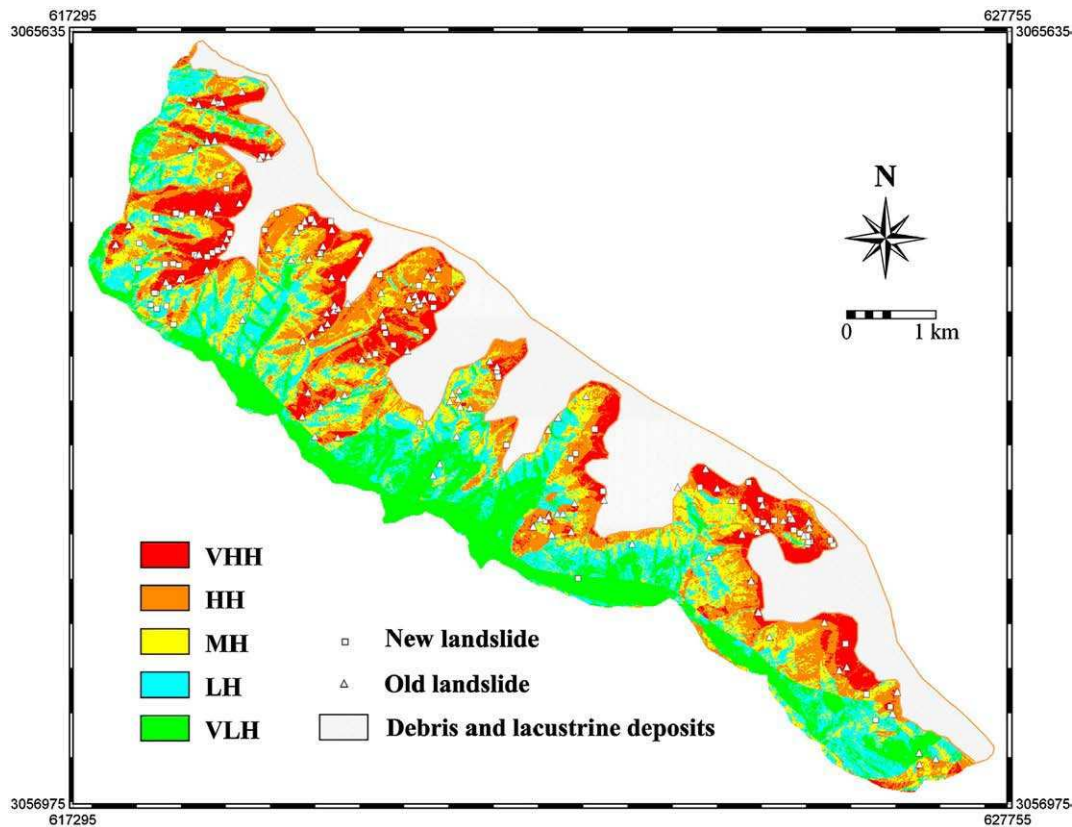 617295
627755
3065635
3065635
N
0 1 km
VHH
HH
MH
LH
VLH
New landslide
Old landslide
Debris and lacustrine deposits
3056975
3056975
617295
627755